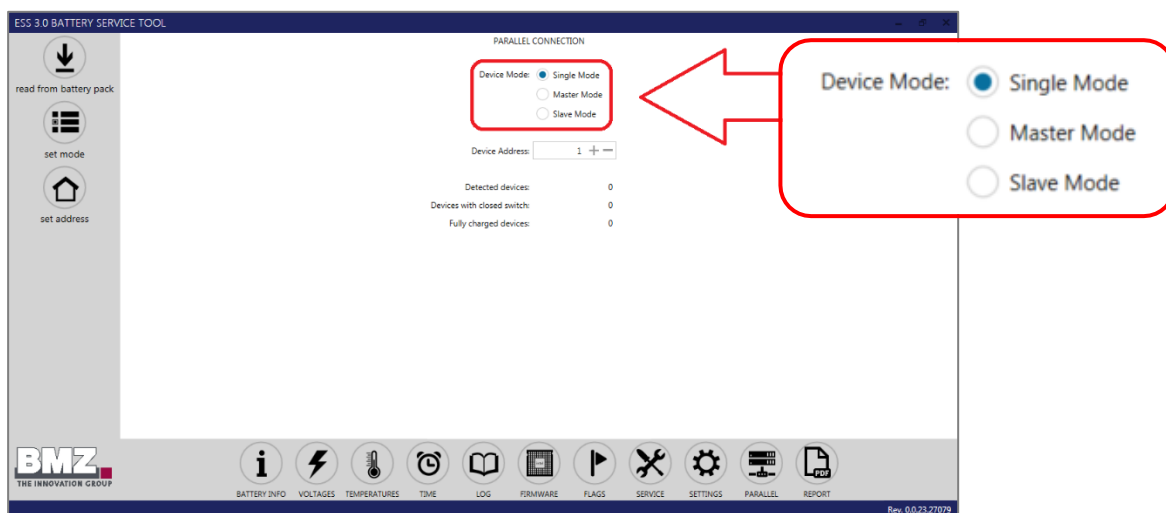 ESS 3.0 BATTERY SERVICE TOOL
PARALLEL CONNECTION
read from battery pack
set mode
set address
Device Mode: Single Mode
Master Mode
Slave Mode
Device Address: 1
Detected devices: 0
Devices with closed switch: 0
Fully charged devices: 0
Device Mode: Single Mode
Master Mode
Slave Mode
BMZ
THE INNOVATION GROUP
BATTERY INFO VOLTAGES TEMPERATURES TIME LOG FIRMWARE FLAGS SERVICE SETTINGS PARALLEL REPORT
PDF
Rev. 0.0.23.27079